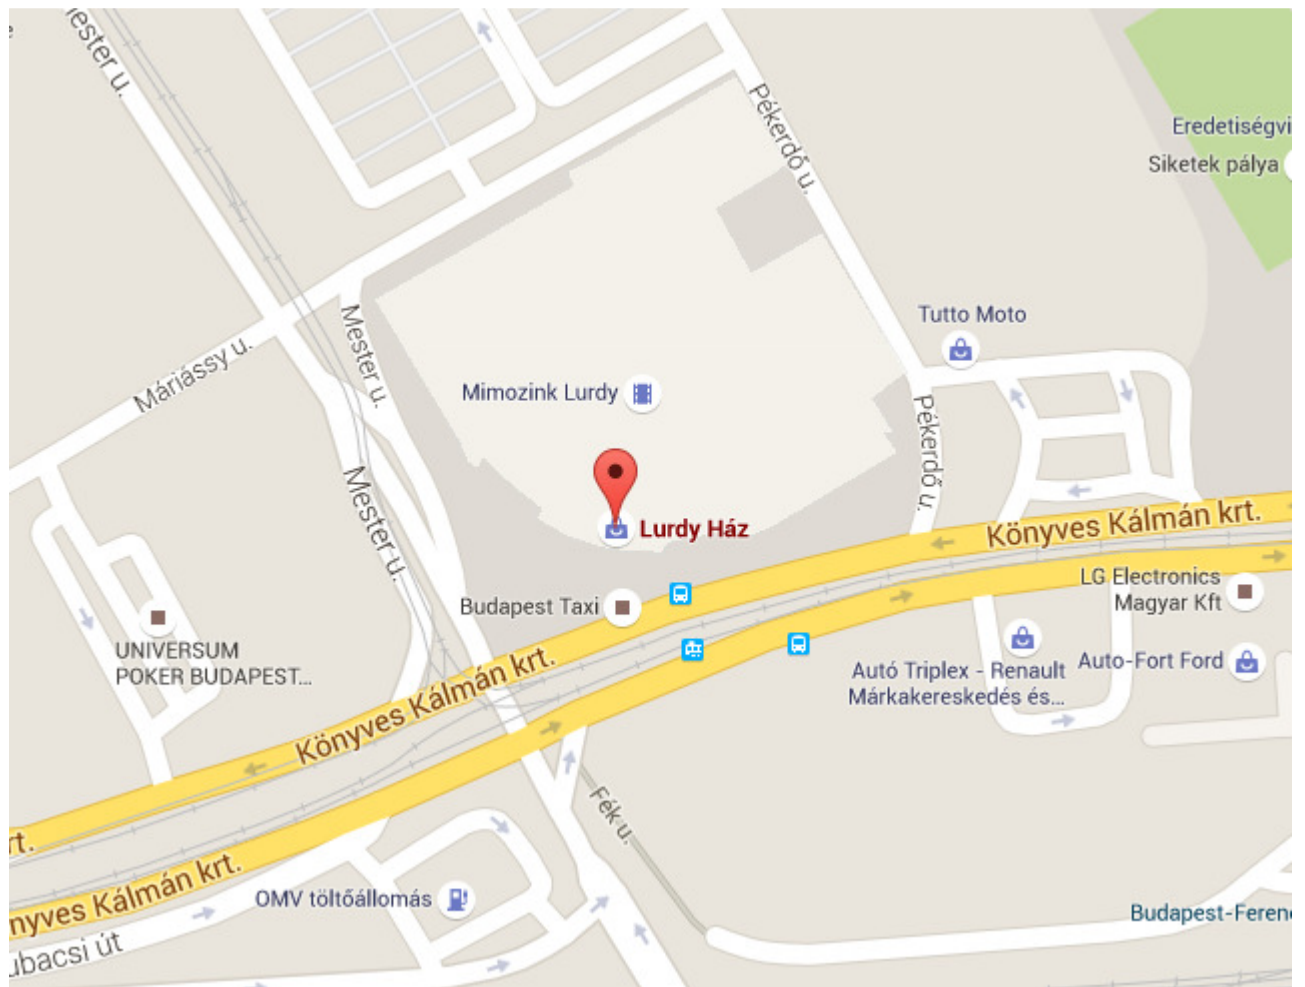 Mester u.
Pékerdő u.
Eredetiségvi
Siketek pálya
Tutto Moto
Mester u.
Máriássy u.
Mimozink Lurdy
Pékerdő u.
Mester u.
Lurdy Ház
Könyves Kálmán krt.
LG Electronics
Magyar Kft
Budapest Taxi
UNIVERSUM
POKER BUDAPEST...
Autó Triplex - Renault
Márkakereskedés és...
Auto-Fort Ford
Könyves Kálmán krt.
Fék u.
rt.
OMV töltőállomás
nyves Kálmán krt.
Budapest-Feren
ubacsi út